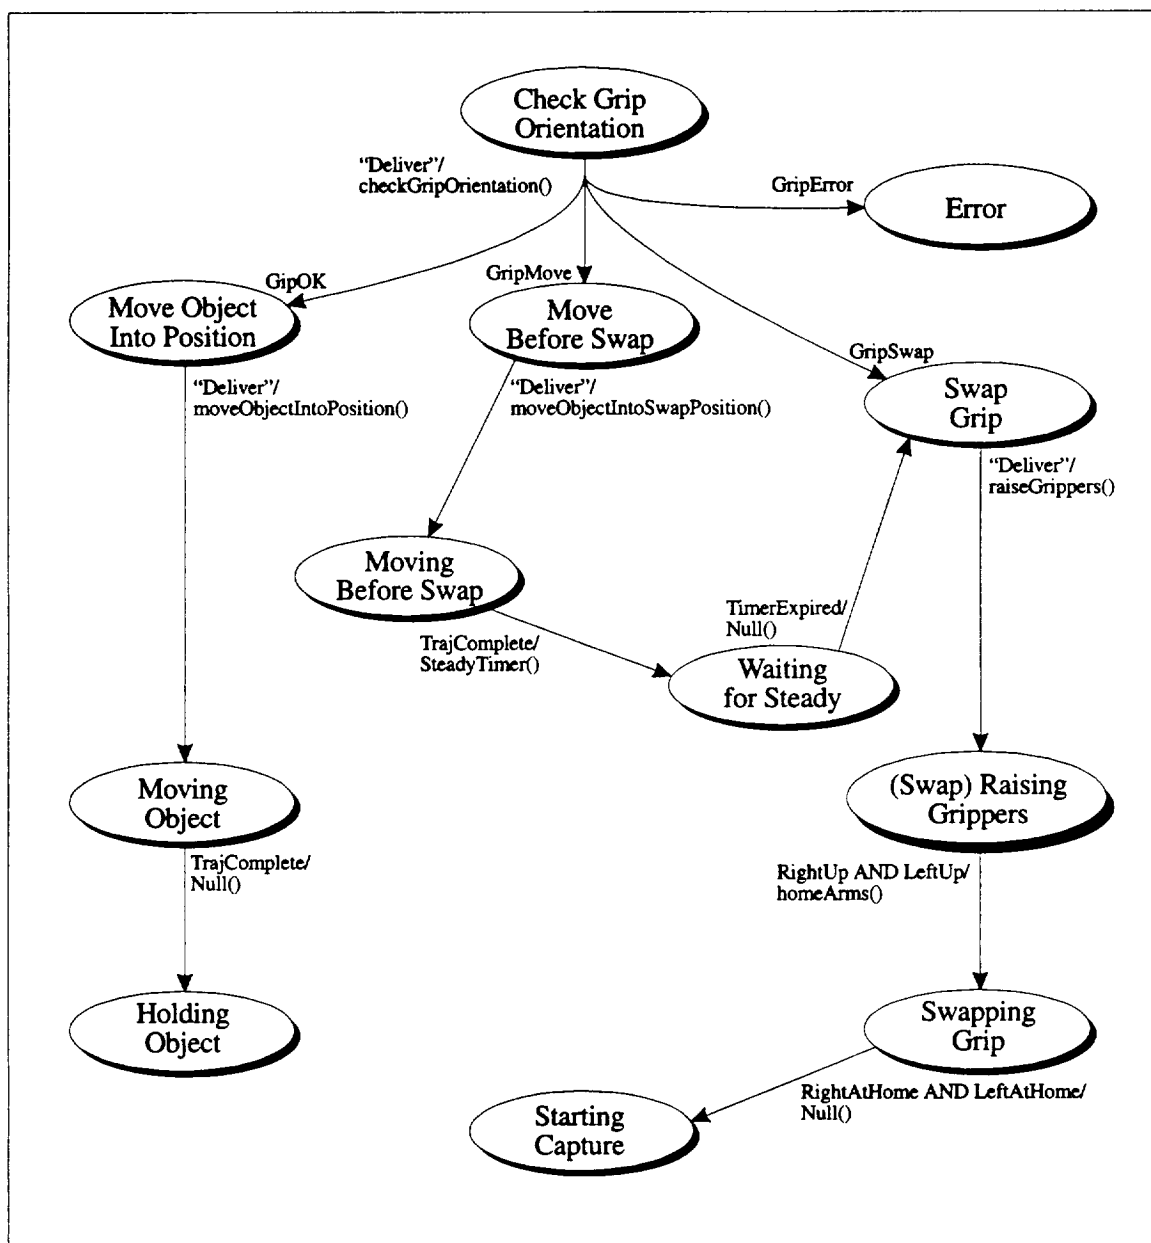 Check Grip
Orientation
“Deliver”/
checkGripOrientation()
GripError
Error
GipOK
GripMove
Move Object
Into Position
Move
Before Swap
GripSwap
“Deliver”/
moveObjectIntoPosition()
“Deliver”/
moveObjectIntoSwapPosition()
Swap
Grip
“Deliver”/
raiseGrippers()
Moving
Before Swap
TimerExpired/
Null()
TrajComplete/
SteadyTimer()
Waiting
for Steady
Moving
Object
(Swap) Raising
Grippers
TrajComplete/
Null()
RightUp AND LeftUp/
homeArms()
Holding
Object
Swapping
Grip
RightAtHome AND LeftAtHome/
Null()
Starting
Capture